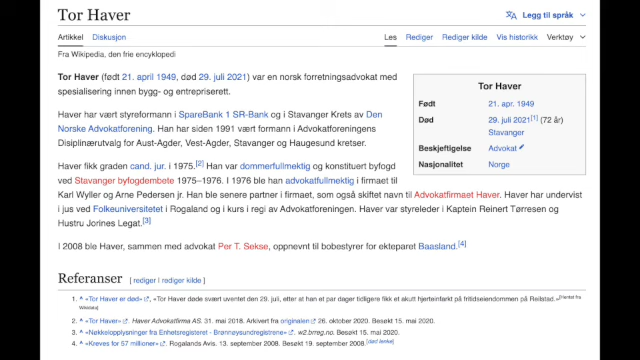 Tor Haver
Legg til språk
Artikkel Diskusjon Les Rediger Rediger kilde Vis historikk Verktøy
Fra Wikipedia, den frie encyklopedi
Tor Haver (født 21. april 1949, død 29. juli 2021) var en norsk forretningsadvokat med
spesialisering innen bygg- og entrepriserett.
Haver har vært styreformann i SpareBank 1 SR-Bank og i Stavanger Krets av Den
Norske Advokatforening. Han har siden 1991 vært formann i Advokatforeningens
Disiplinærutvalg for Aust-Agder, Vest-Agder, Stavanger og Haugesund kretser.
Haver fikk graden cand. jur. i 1975.[2] Han var dommerfullmektig og konstituert byfogd
ved Stavanger byfogdembete 1975–1976. I 1976 ble han advokatfullmektig i firmaet til
Karl Wyller og Arne Pedersen jr. Han ble senere partner i firmaet, som også skiftet navn til Advokatfirmaet Haver. Haver har undervist
i jus ved Folkeuniversitetet i Rogaland og i kurs i regi av Advokatforeningen. Haver var styreleder i Kaptein Reinert Tørresen og
Hustru Jorines Legat.[3]
I 2008 ble Haver, sammen med advokat Per T. Sekse, oppnevnt til bobestyrer for ekteparet Baasland.[4]
Tor Haver
Født 21. apr. 1949
Død 29. juli 2021[1] (72 år)
Stavanger
Beskjeftigelse Advokat
Nasjonalitet Norge
Referanser [ rediger | rediger kilde ]
1. ^ «Tor Haver er død», «Tor Haver døde svært uventet den 29. juli, etter at han et par dager tidligere fikk et akutt hjerteinfarkt på fritidseiendommen på Reilstad.»[Hentet fra
Wikidata]
2. ^ «Tor Haver». Haver Advokatfirma AS. 31. mai 2018. Arkivert fra originalen 26. oktober 2020. Besøkt 15. mai 2020.
3. ^ «Nøkkelopplysninger fra Enhetsregisteret - Brønnøysundregistrene». w2.brreg.no. Besøkt 15. mai 2020.
4. ^ «Kreves for 57 millioner». Rogalands Avis. 13. september 2008. Besøkt 19. september 2008.[død lenke]